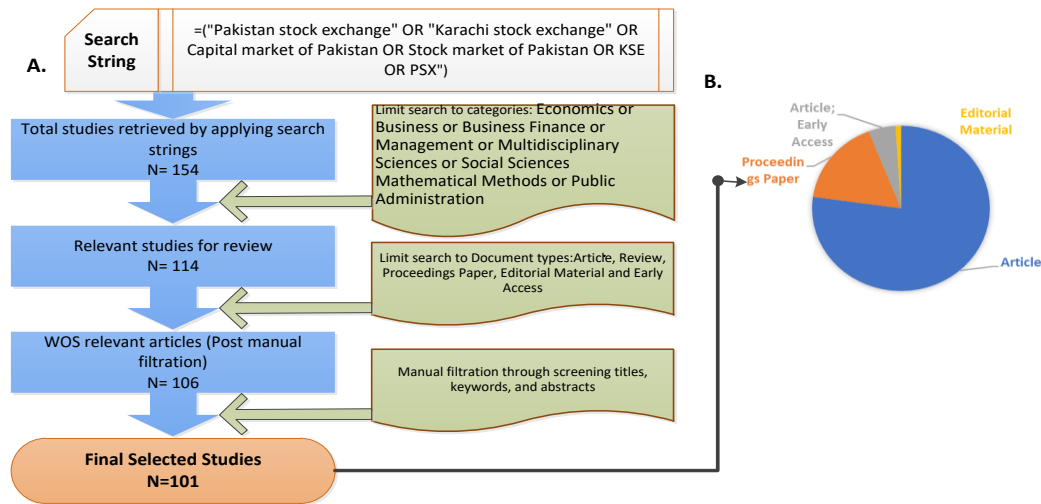 A.
Search
String
=("Pakistan stock exchange" OR "Karachi stock exchange" OR
Capital market of Pakistan OR Stock market of Pakistan OR KSE
OR PSX")
Total studies retrieved by applying search
strings
N= 154
Limit search to categories: Economics or
Business or Business Finance or
Management or Multidisciplinary
Sciences or Social Sciences
Mathematical Methods or Public
Administration
Relevant studies for review
N= 114
Limit search to Document types:Article, Review,
Proceedings Paper, Editorial Material and Early
Access
WOS relevant articles (Post manual
filtration)
N= 106
Manual filtration through screening titles,
keywords, and abstracts
Final Selected Studies
N=101
B.
Article;
Early
Access
Editorial
Material
Proceedin
gs Paper
Article